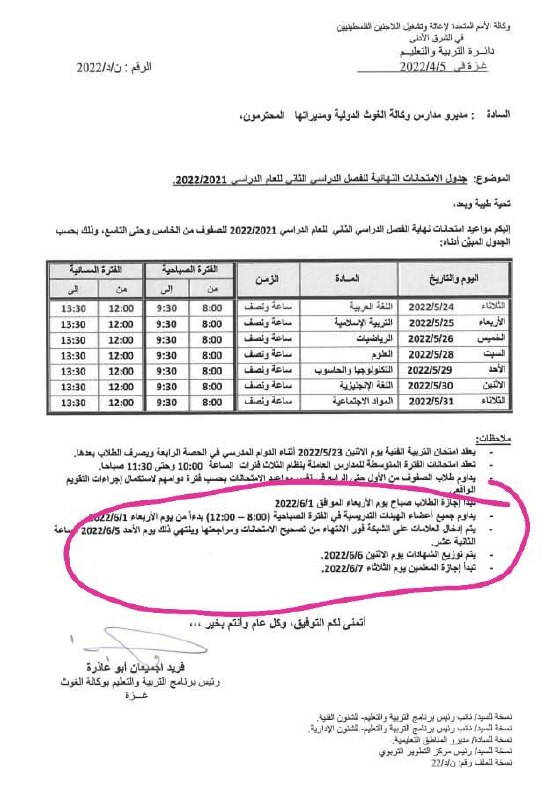 وكالة الأمم المتحدة لإغاثة وتشغيل اللاجئين الفلسطينيين
في الشرق الأدنى
دائرة التربية والتعليم
غزة في 2022/4/5
الرقم : ن/د/2022
السادة : مديرو مدارس وكالة الغوث الدولية ومديراتها المحترمون،
الموضوع: جدول الامتحانات النهائية للفصل الدراسي الثاني للعام الدراسي 2022/2021.
تحية طيبة وبعد،
إليكم مواعيد امتحانات نهاية الفصل الدراسي الثاني للعام الدراسي 2022/2021 للصفوف من الخامس وحتى التاسع، وذلك بحسب
الجدول المبيّن أدناه:
اليوم والتاريخ المــادة الزمن الفترة الصباحية الفترة المسائية
من إلى من إلى
الثلاثاء 2022/5/24 اللغة العربية ساعة ونصف 8:00 9:30 12:00 13:30
الأربعاء 2022/5/25 التربية الإسلامية ساعة ونصف 8:00 9:30 12:00 13:30
الخميس 2022/5/26 الرياضيات ساعة ونصف 8:00 9:30 12:00 13:30
السبت 2022/5/28 العلوم ساعة ونصف 8:00 9:30 12:00 13:30
الأحد 2022/5/29 التكنولوجيا والحاسوب ساعة ونصف 8:00 9:30 12:00 13:30
الاثنين 2022/5/30 اللغة الإنجليزية ساعة ونصف 8:00 9:30 12:00 13:30
الثلاثاء 2022/5/31 المواد الاجتماعية ساعة ونصف 8:00 9:30 12:00 13:30
ملاحظات:
- يعقد امتحان التربية الفنية يوم الاثنين 2022/5/23 أثناء الدوام المدرسي في الحصة الرابعة ويصرف الطلاب بعدها.
- تعقد امتحانات الفترة المتوسطة للمدارس العاملة بنظام الثلاث فترات الساعة 10:00 وحتى 11:30 صباحا.
- يداوم طلاب الصفوف من الأول حتى الرابع في نفس مواعيد الامتحانات بحسب فترة دوامهم لاستكمال إجراءات التقويم
الواقعي.
- تبدأ إجازة الطلاب صباح يوم الأربعاء الموافق 2022/6/1
- يداوم جميع أعضاء الهيئات التدريسية في الفترة الصباحية (8:00 – 12:00) بدءاً من يوم الأربعاء 2022/6/1
- يتم إدخال العلامات على الشبكة فور الانتهاء من تصحيح الامتحانات ومراجعتها وينتهي ذلك يوم الأحد 2022/6/5 الساعة
الثانية عشر.
- يتم توزيع الشهادات يوم الاثنين 2022/6/6.
- تبدأ إجازة المعلمين يوم الثلاثاء 2022/6/7.
أتمنى لكم التوفيق، وكل عام وأنتم بخير ،،،
فريد اجميعان أبو عاذرة
رئيس برنامج التربية والتعليم بوكالة الغوث
غــزة
نسخة للسيد/ نائب رئيس برنامج التربية والتعليم- للشئون الفنية.
نسخة للسيد/ نائب رئيس برنامج التربية والتعليم- للشئون الإدارية.
نسخة للسادة/ مديرو المناطق التعليمية.
نسخة للسيد/ رئيس مركز التطوير التربوي
نسخة للملف رقم: ن/د/22